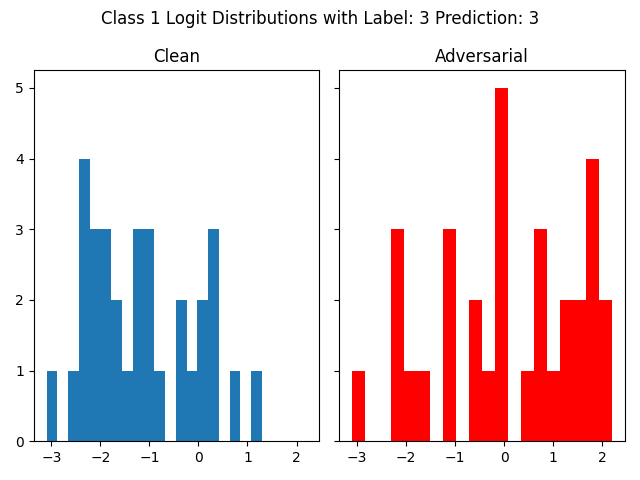 Class 1 Logit Distributions with Label: 3 Prediction: 3
Clean
Adversarial
5
4
3
2
1
0
−3 −2 −1 0 1 2
−3 −2 −1 0 1 2